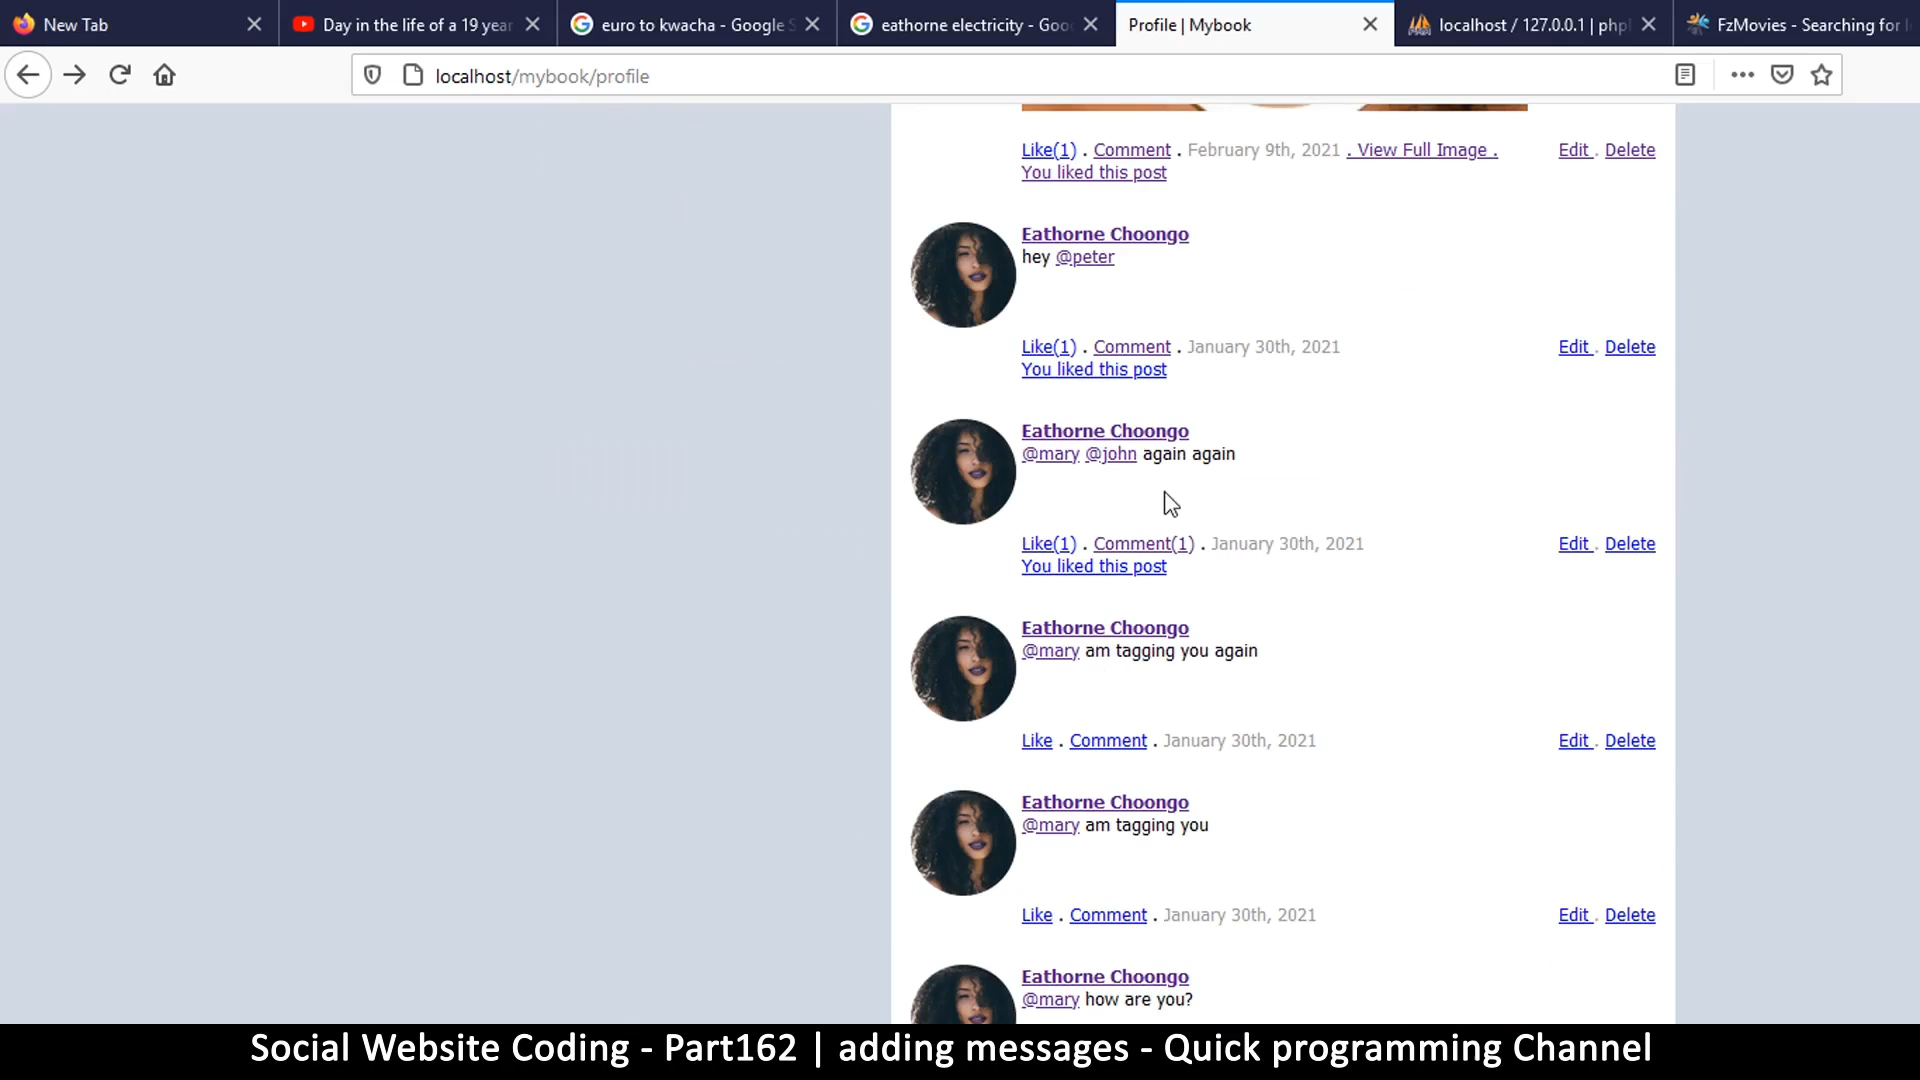 New Tab
Day in the life of a 19 year
euro to kwacha - Google S
eathorne electricity - Goo
Profile | Mybook
localhost / 127.0.0.1 | php
FzMovies - Searching for
localhost/mybook/profile
Like(1) . Comment . February 9th, 2021 . View Full Image . Edit . Delete
You liked this post
Eathorne Choongo
hey @peter
Like(1) . Comment . January 30th, 2021 Edit . Delete
You liked this post
Eathorne Choongo
@mary @john again again
Like(1) . Comment(1) . January 30th, 2021 Edit . Delete
You liked this post
Eathorne Choongo
@mary am tagging you again
Like . Comment . January 30th, 2021 Edit . Delete
Eathorne Choongo
@mary am tagging you
Like . Comment . January 30th, 2021 Edit . Delete
Eathorne Choongo
@mary how are you?
Social Website Coding - Part162 | adding messages - Quick programming Channel